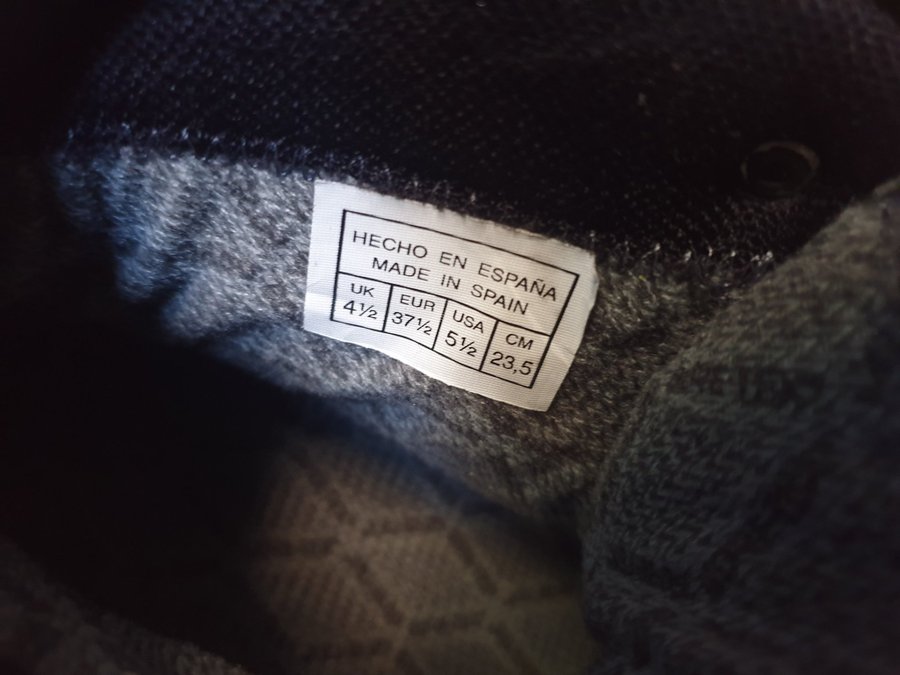 HECHO EN ESPAÑA
MADE IN SPAIN
UK EUR USA CM
4½ 37½ 5½ 23,5